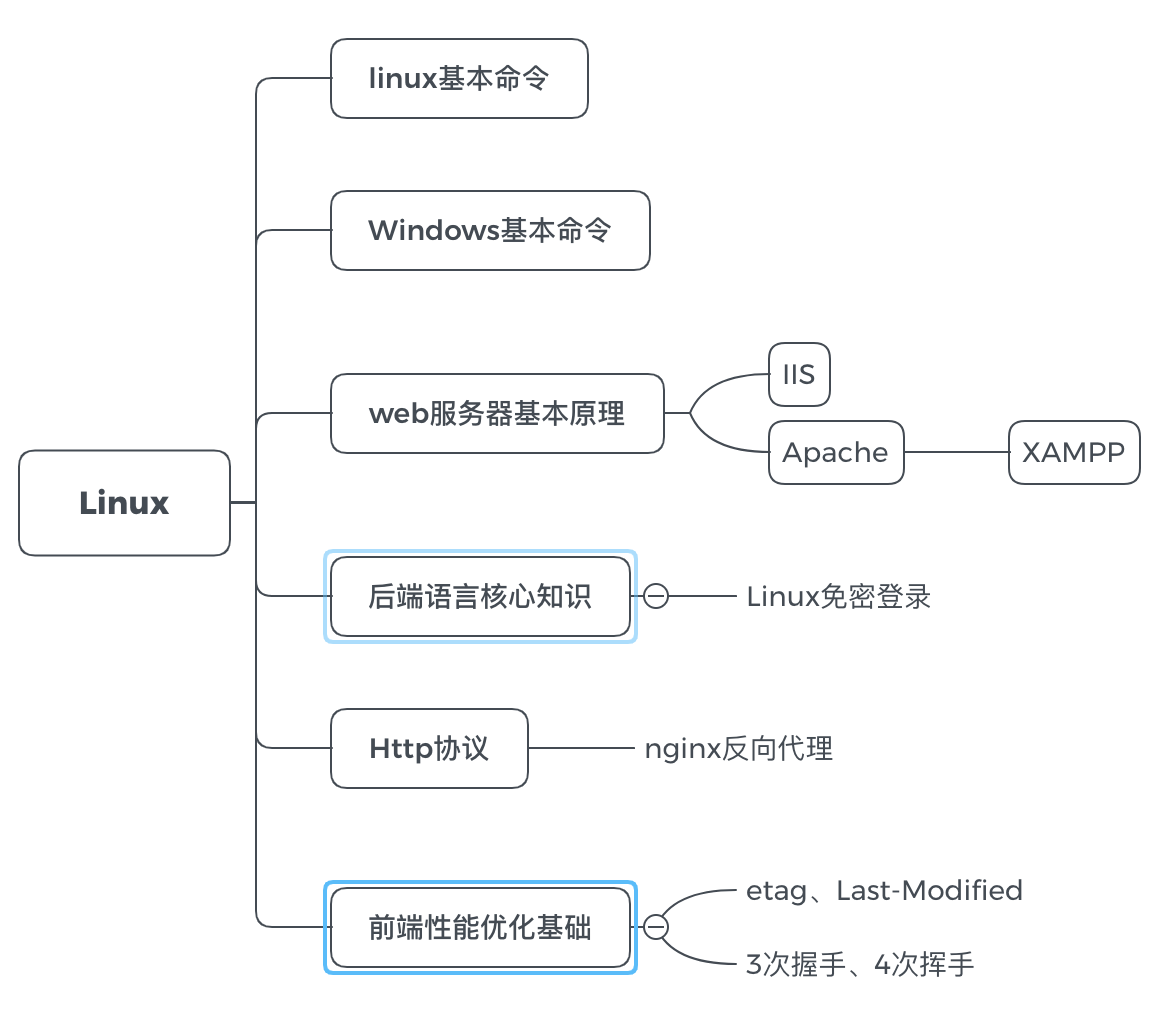 linux基本命令
Windows基本命令
IIS
web服务器基本原理
Apache
XAMPP
Linux
后端语言核心知识
Linux免密登录
Http协议
nginx反向代理
etag、Last-Modified
前端性能优化基础
3次握手、4次挥手